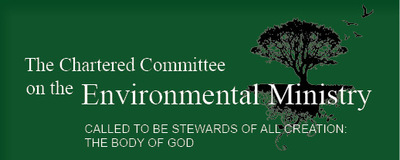 The Chartered Committee
on the Environmental Ministry
CALLED TO BE STEWARDS OF ALL CREATION:
THE BODY OF GOD